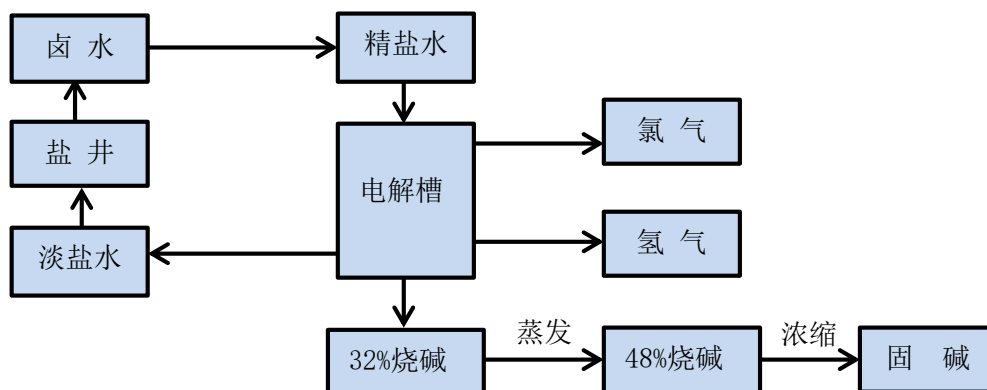 卤 水
精盐水
盐 井
电解槽
氯 气
淡盐水
氢 气
32%烧碱
蒸发
48%烧碱
浓缩
固 碱